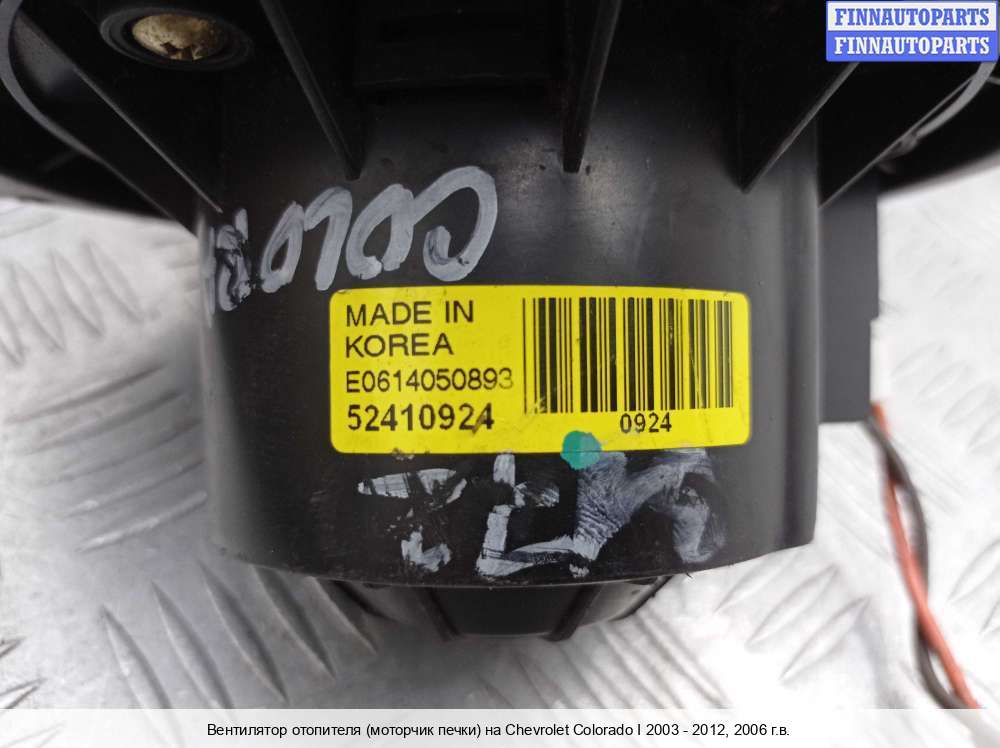 FINNAUTOPARTS
FINNAUTOPARTS
MADE IN
KOREA
E0614050893
52410924
0924
Вентилятор отопителя (моторчик печки) на Chevrolet Colorado I 2003 - 2012, 2006 г.в.